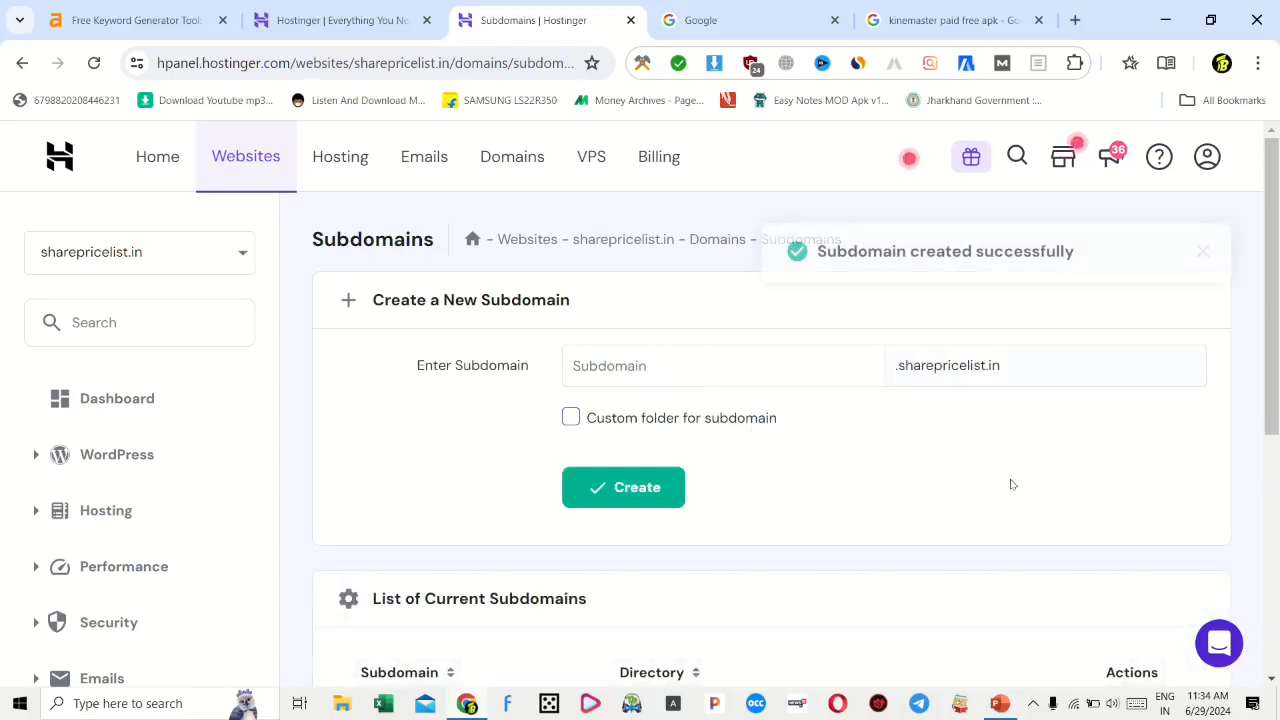 Free Keyword Generator Tool:
Hostinger | Everything You Ne
Subdomains | Hostinger
Google
kinemaster paid free apk - Go
hpanel.hostinger.com/websites/sharepricelist.in/domains/subdom...
24
6798820208446231
Download Youtube mp3...
Listen And Download M...
SAMSUNG LS22R350
Money Archives - Page...
Easy Notes MOD Apk v1...
Jharkhand Government :...
All Bookmarks
Home
Websites
Hosting
Emails
Domains
VPS
Billing
36
sharepricelist.in
Subdomains
- Websites - sharepricelist.in - Domains - Subdomains
Subdomain created successfully
Search
Create a New Subdomain
Enter Subdomain
Subdomain
.sharepricelist.in
Custom folder for subdomain
Create
Dashboard
WordPress
Hosting
Performance
Security
Emails
List of Current Subdomains
Subdomain
Directory
Actions
Type here to search
ENG
IN
11:34 AM
6/29/2024